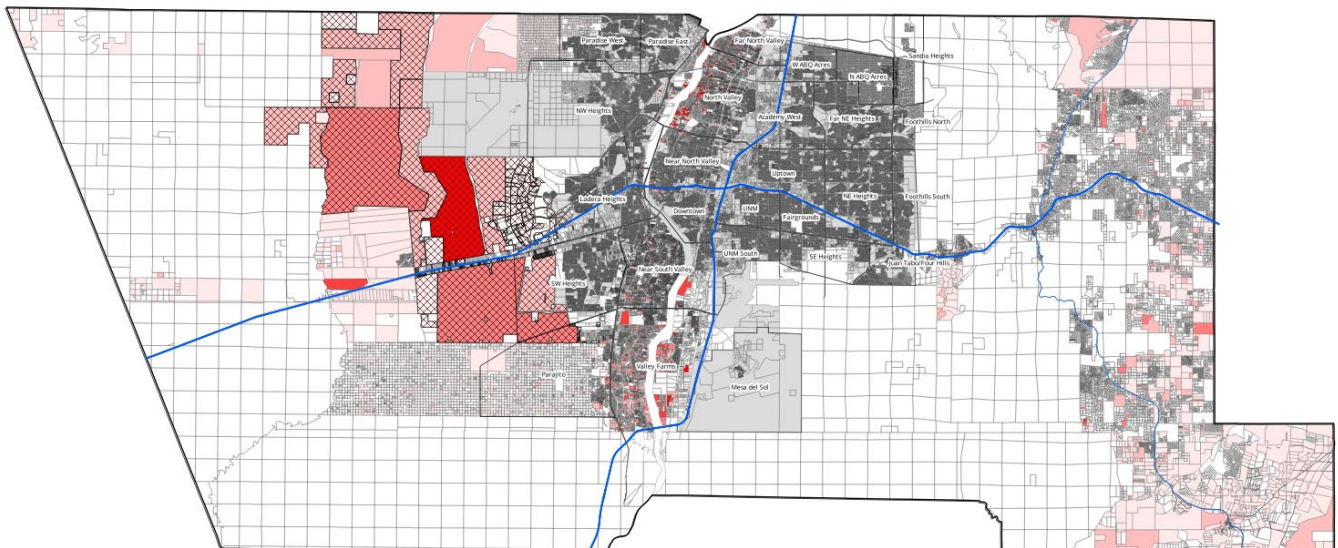 Paradise West
Paradise East
Far North Valley
Sandia Heights
W ABQ Acres
N ABQ Acres
North Valley
NW Heights
Academy West
Far NE Heights
Foothills North
Near North Valley
Uptown
Ladera Heights
NE Heights
Foothills South
Downtown
UNM
Fairgrounds
UNM South
SE Heights
Juan Tabo/Four Hills
Near South Valley
SW Heights
Valley Farms
Parajito
Mesa del Sol